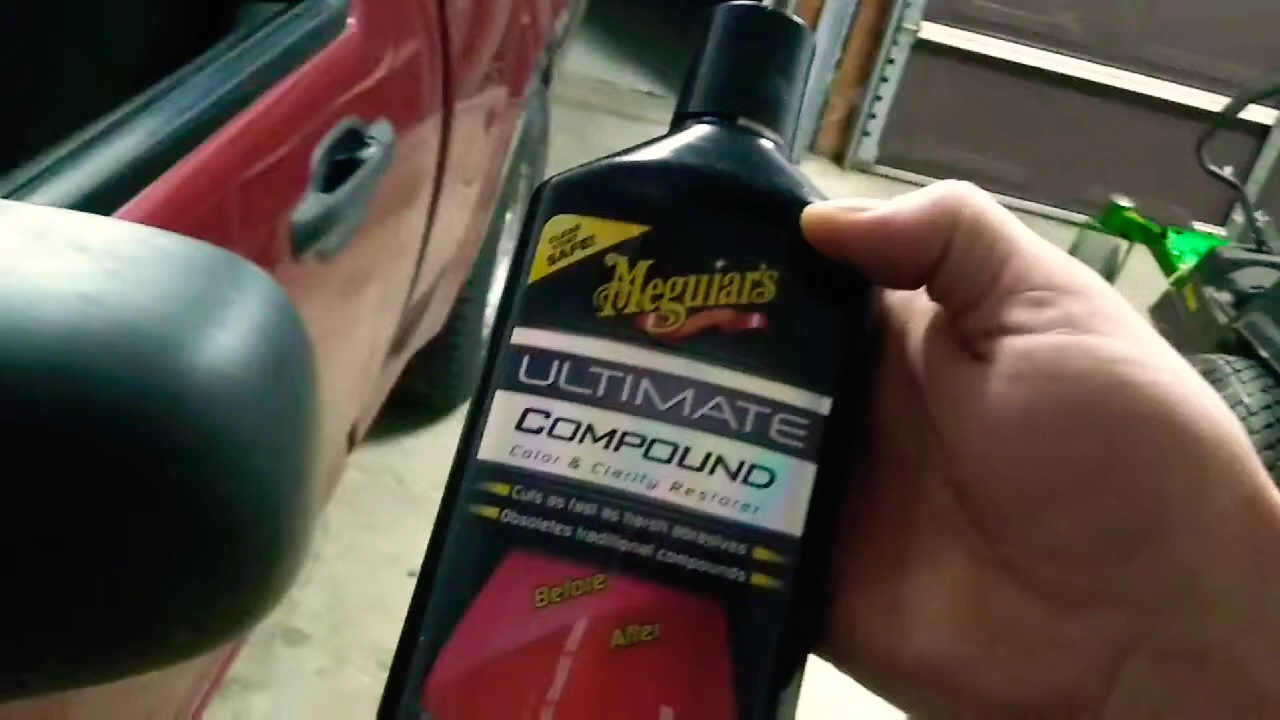 CLEAR
COAT
SAFE!
Meguiar's
ULTIMATE
COMPOUND
Color & Clarity Restorer
Cuts as fast as harsh abrasives
Obsoletes traditional compounds
Before
After